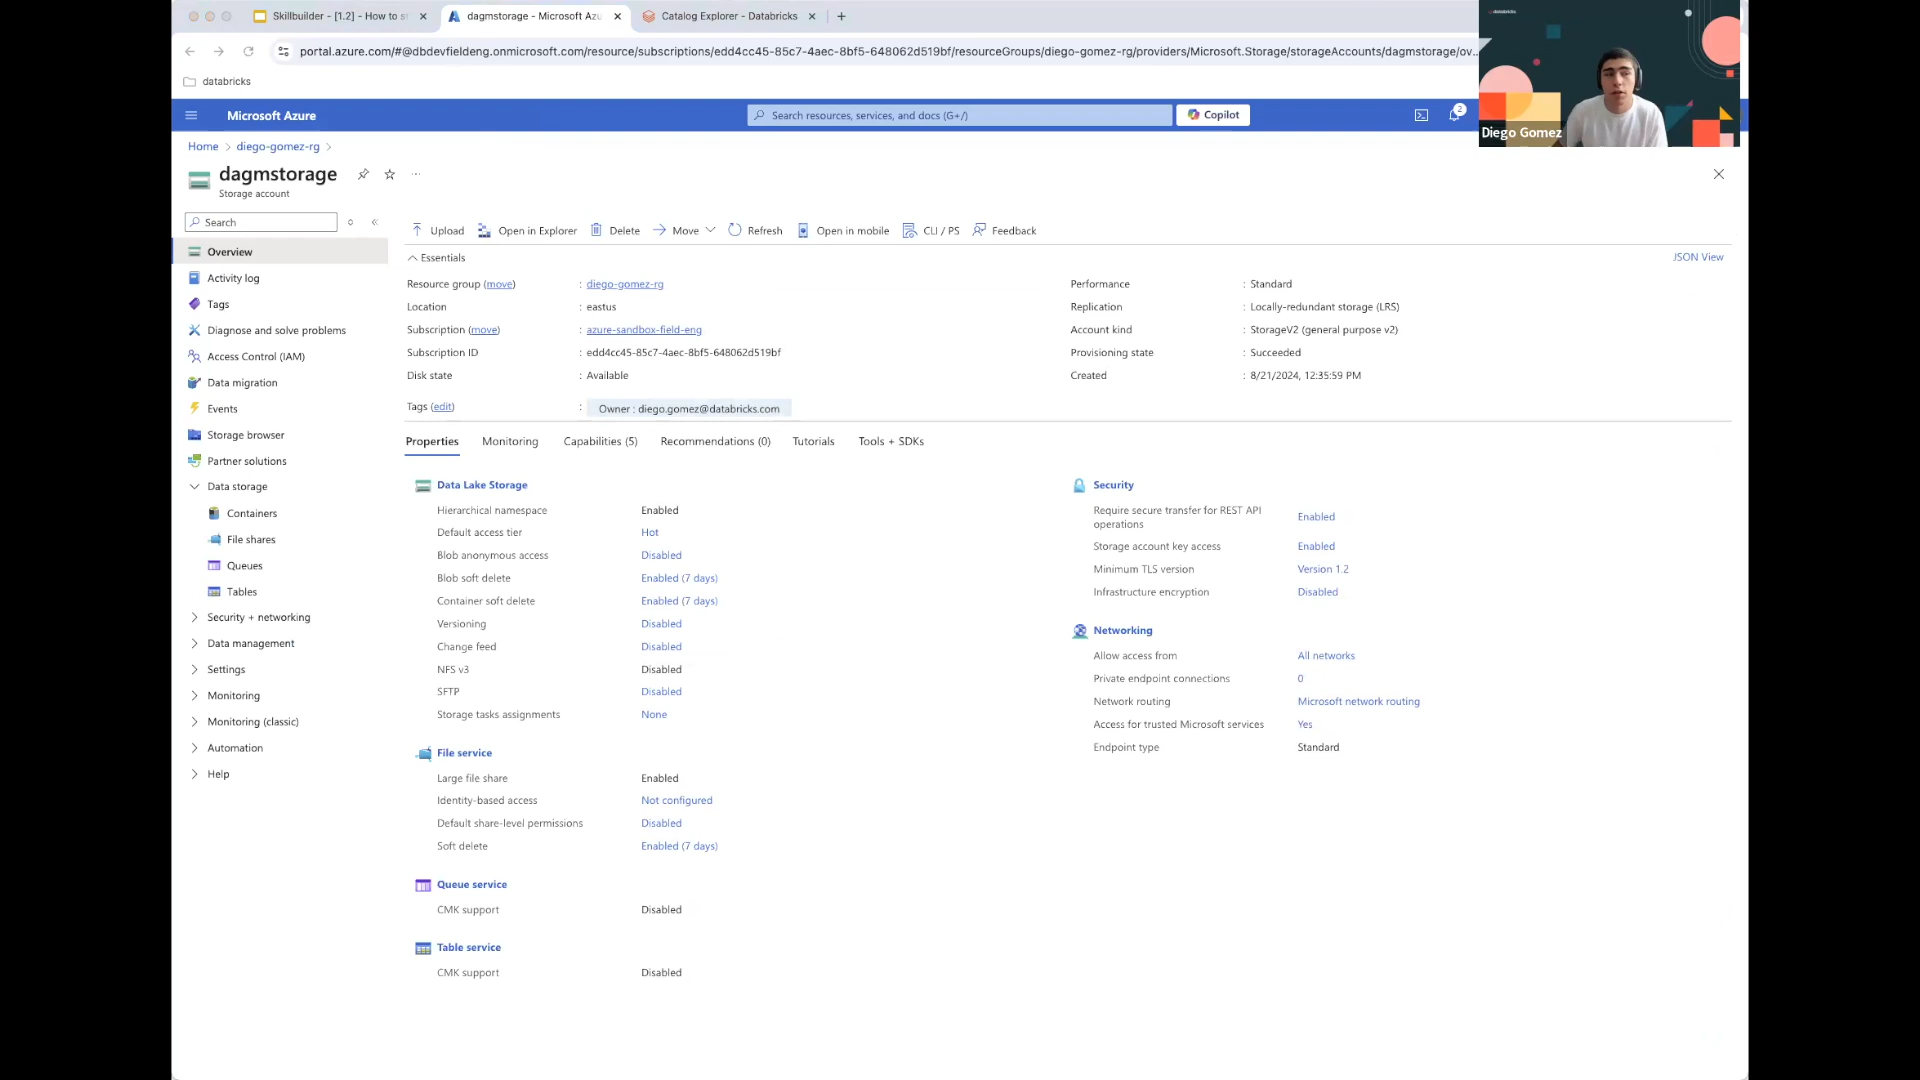 Skillbuilder - [1.2] - How to st
dagmstorage - Microsoft Azu
Catalog Explorer - Databricks
portal.azure.com/#@dbdevfieldeng.onmicrosoft.com/resource/subscriptions/edd4cc45-85c7-4aec-8bf5-648062d519bf/resourceGroups/diego-gomez-rg/providers/Microsoft.Storage/storageAccounts/dagmstorage/ov...
databricks
databricks
Diego Gomez
Microsoft Azure
Search resources, services, and docs (G+/)
Copilot
2
Home > diego-gomez-rg >
dagmstorage
Storage account
Search
Overview
Activity log
Tags
Diagnose and solve problems
Access Control (IAM)
Data migration
Events
Storage browser
Partner solutions
Data storage
Containers
File shares
Queues
Tables
Security + networking
Data management
Settings
Monitoring
Monitoring (classic)
Automation
Help
Upload Open in Explorer Delete Move Refresh Open in mobile CLI / PS Feedback
Essentials
JSON View
Resource group (move) : diego-gomez-rg
Location : eastus
Subscription (move) : azure-sandbox-field-eng
Subscription ID : edd4cc45-85c7-4aec-8bf5-648062d519bf
Disk state : Available
Tags (edit) : Owner : diego.gomez@databricks.com
Performance : Standard
Replication : Locally-redundant storage (LRS)
Account kind : StorageV2 (general purpose v2)
Provisioning state : Succeeded
Created : 8/21/2024, 12:35:59 PM
Properties Monitoring Capabilities (5) Recommendations (0) Tutorials Tools + SDKs
Data Lake Storage
Hierarchical namespace Enabled
Default access tier Hot
Blob anonymous access Disabled
Blob soft delete Enabled (7 days)
Container soft delete Enabled (7 days)
Versioning Disabled
Change feed Disabled
NFS v3 Disabled
SFTP Disabled
Storage tasks assignments None
File service
Large file share Enabled
Identity-based access Not configured
Default share-level permissions Disabled
Soft delete Enabled (7 days)
Queue service
CMK support Disabled
Table service
CMK support Disabled
Security
Require secure transfer for REST API
operations Enabled
Storage account key access Enabled
Minimum TLS version Version 1.2
Infrastructure encryption Disabled
Networking
Allow access from All networks
Private endpoint connections 0
Network routing Microsoft network routing
Access for trusted Microsoft services Yes
Endpoint type Standard